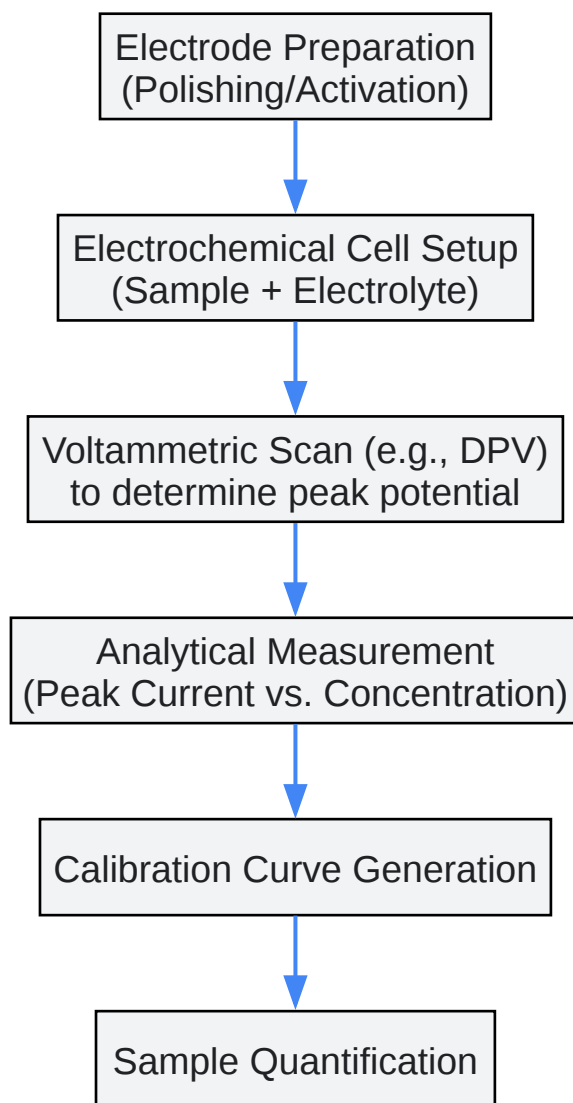 Electrode Preparation
(Polishing/Activation)
Electrochemical Cell Setup
(Sample + Electrolyte)
Voltammetric Scan (e.g., DPV)
to determine peak potential
Analytical Measurement
(Peak Current vs. Concentration)
Calibration Curve Generation
Sample Quantification